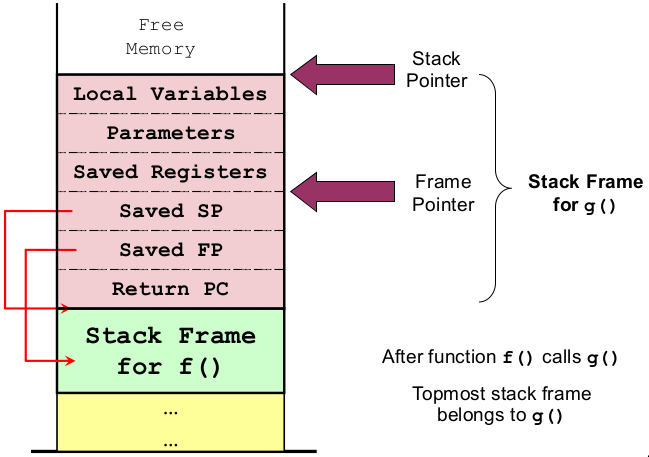 Free
Memory
Local Variables
Parameters
Saved Registers
Saved SP
Saved FP
Return PC
Stack Frame
for f()
...
...
Stack
Pointer
Frame
Pointer
Stack Frame
for g()
After function f() calls g()
Topmost stack frame
belongs to g()